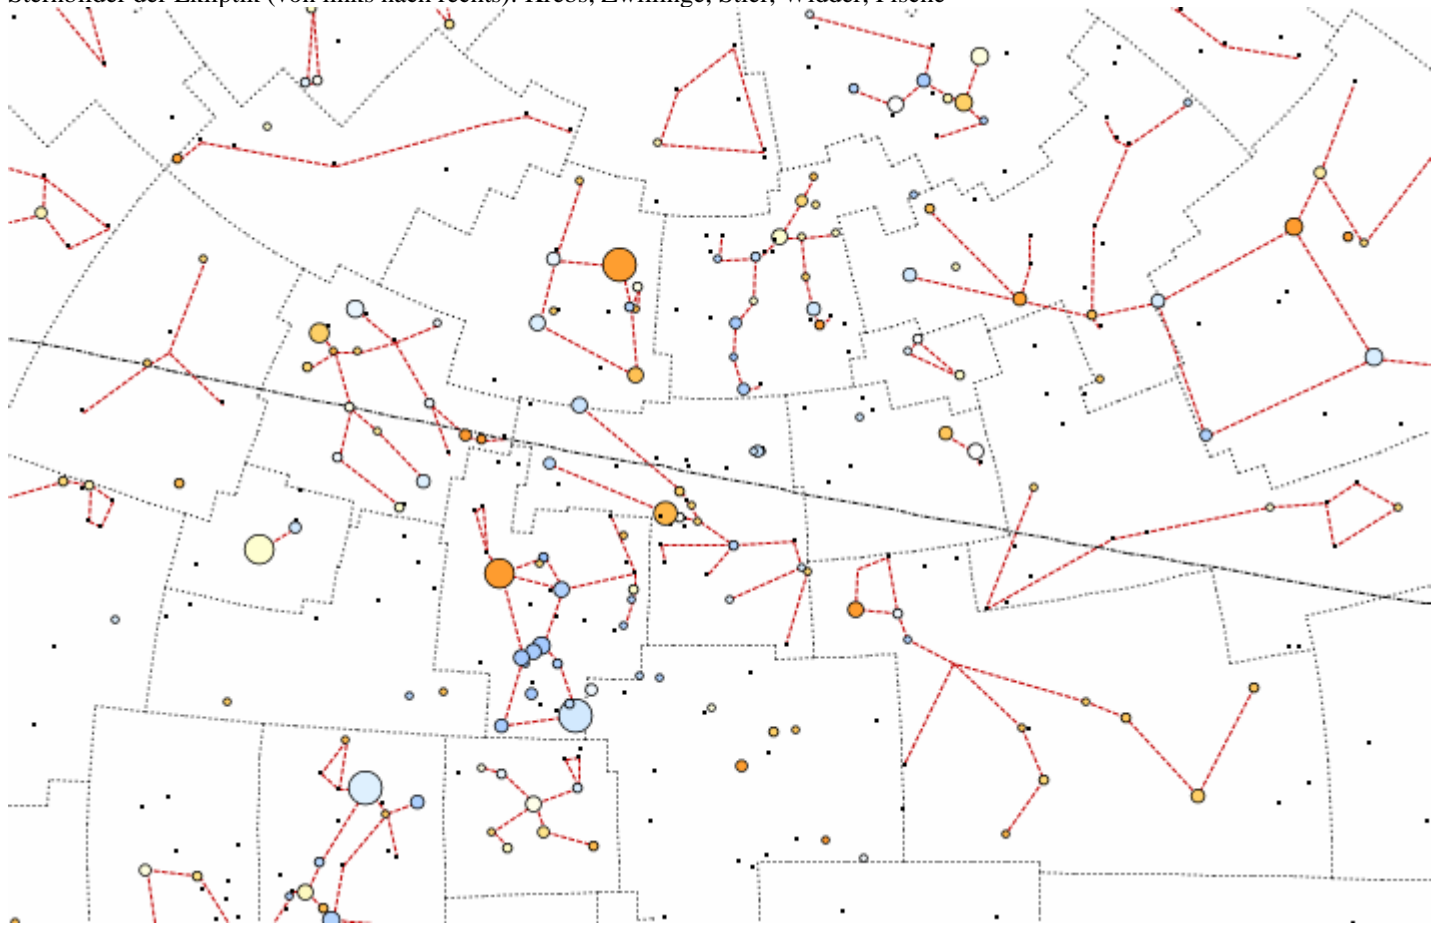 Sternbilder der Ekliptik (von links nach rechts): Krebs, Zwillinge, Stier, Widder, Fische